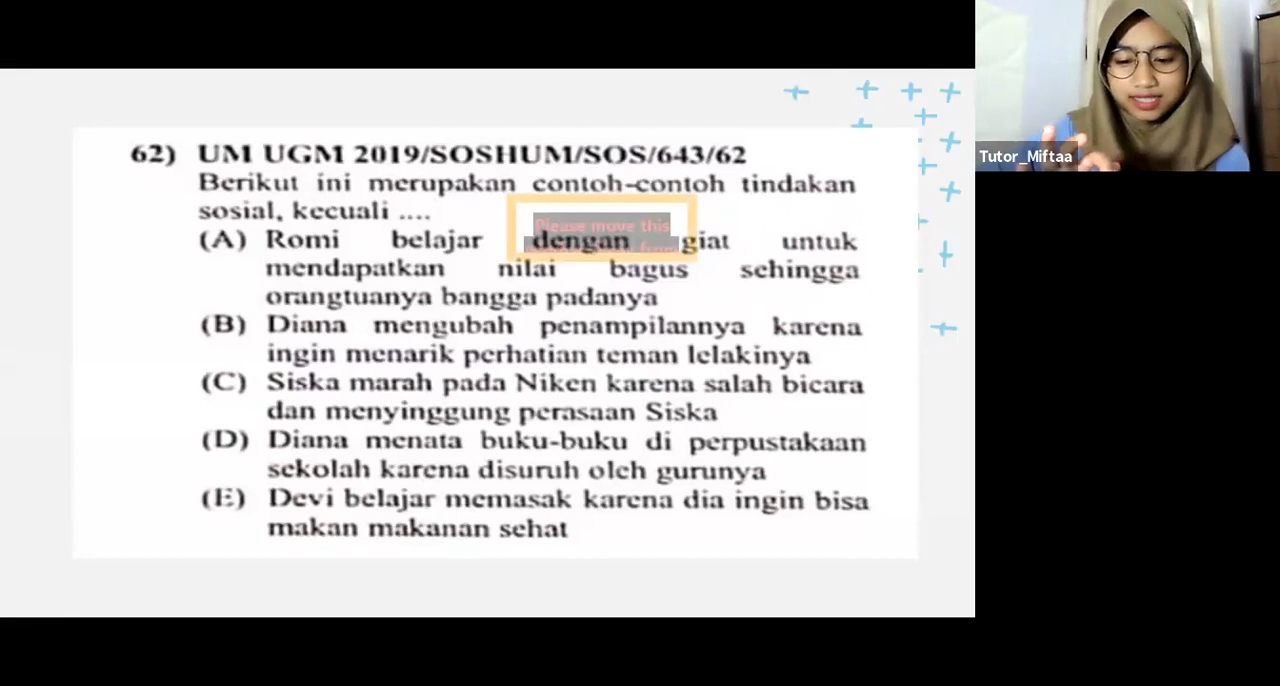 62) UM UGM 2019/SOSHUM/SOS/643/62
Berikut ini merupakan contoh-contoh tindakan
sosial, kecuali ....
Please move this
(A) Romi belajar dengan giat untuk
mendapatkan nilai bagus sehingga
orangtuanya bangga padanya
(B) Diana mengubah penampilannya karena
ingin menarik perhatian teman lelakinya
(C) Siska marah pada Niken karena salah bicara
dan menyinggung perasaan Siska
(D) Diana menata buku-buku di perpustakaan
sekolah karena disuruh oleh gurunya
(E) Devi belajar memasak karena dia ingin bisa
makan makanan sehat
Tutor_Miftaa